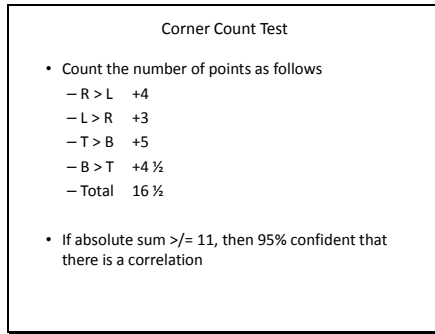 Corner Count Test
• Count the number of points as follows
– R > L +4
– L > R +3
– T > B +5
– B > T +4 ½
– Total 16 ½
• If absolute sum >/= 11, then 95% confident that
there is a correlation